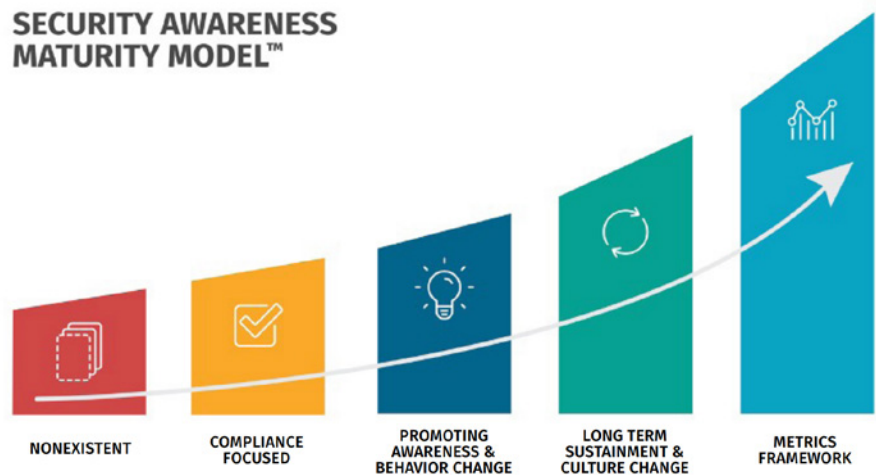 SECURITY AWARENESS
MATURITY MODEL™
NONEXISTENT
COMPLIANCE
FOCUSED
PROMOTING
AWARENESS &
BEHAVIOR CHANGE
LONG TERM
SUSTAINMENT &
CULTURE CHANGE
METRICS
FRAMEWORK